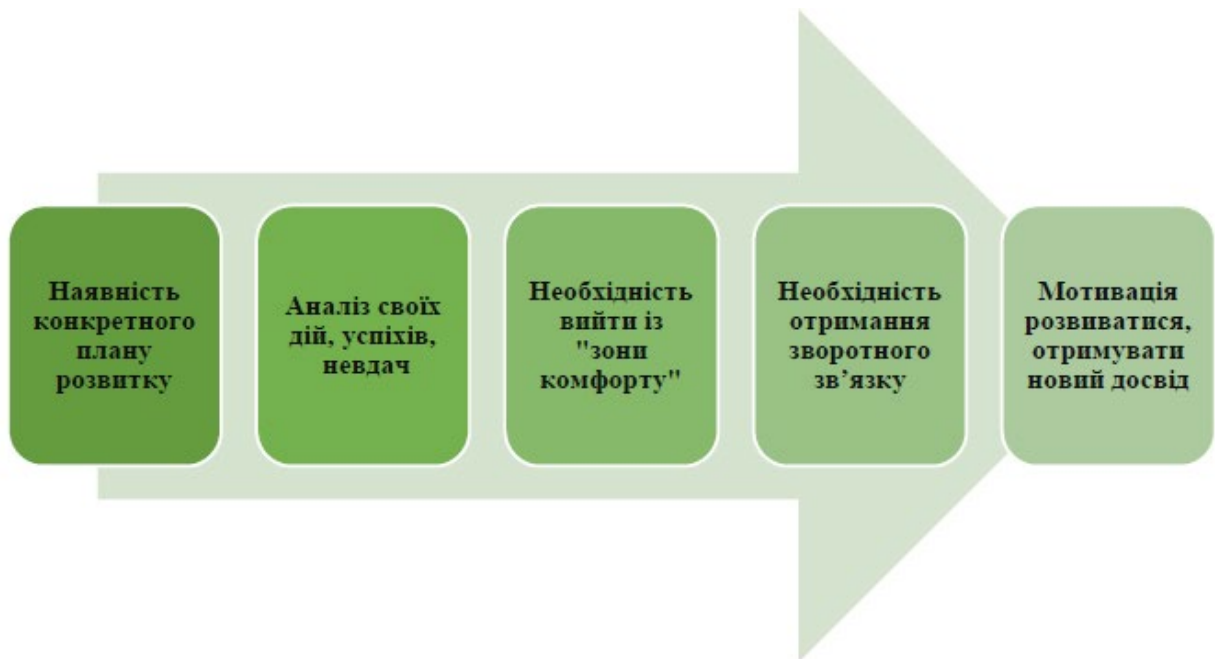 Наявність
конкретного
плану
розвитку
Аналіз своїх
дій, успіхів,
невдач
Необхідність
вийти із
"зони
комфорту"
Необхідність
отримання
зворотного
зв’язку
Мотивація
розвиватися,
отримувати
новий досвід